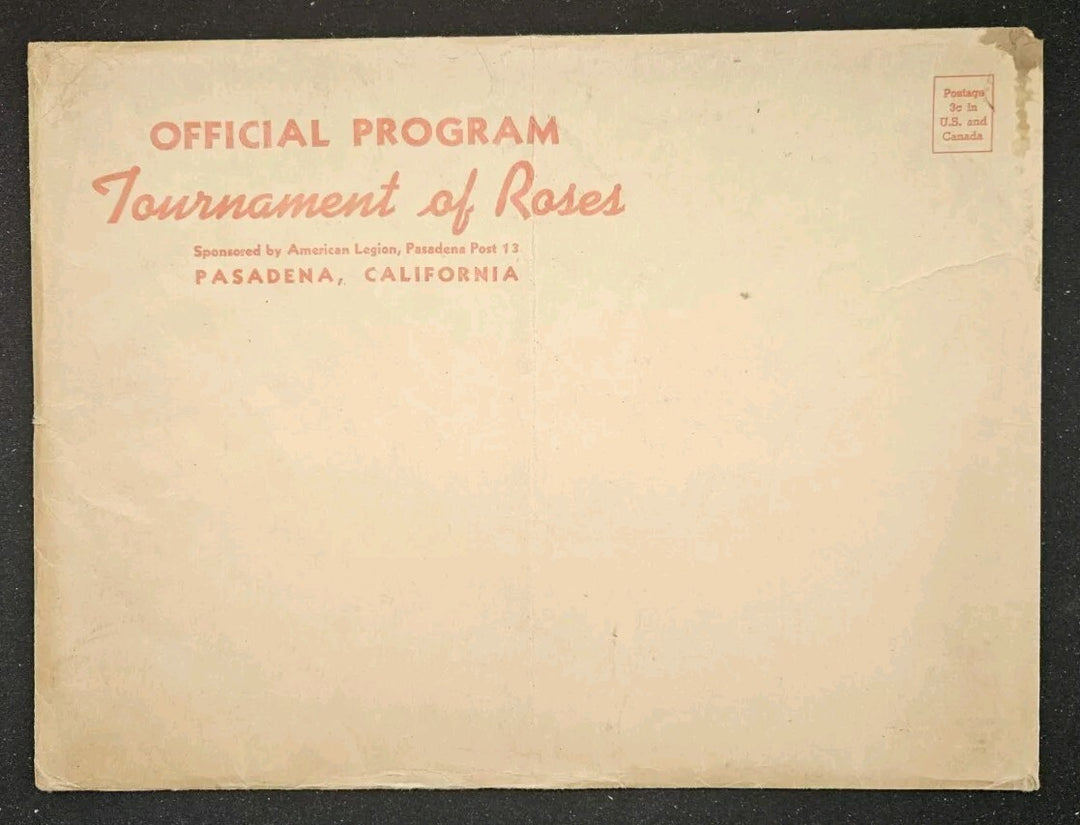 OFFICIAL PROGRAM
Tournament of Roses
Sponsored by American Legion, Pasadena Post 13
PASADENA, CALIFORNIA
Postage
3c in
U.S. and
Canada